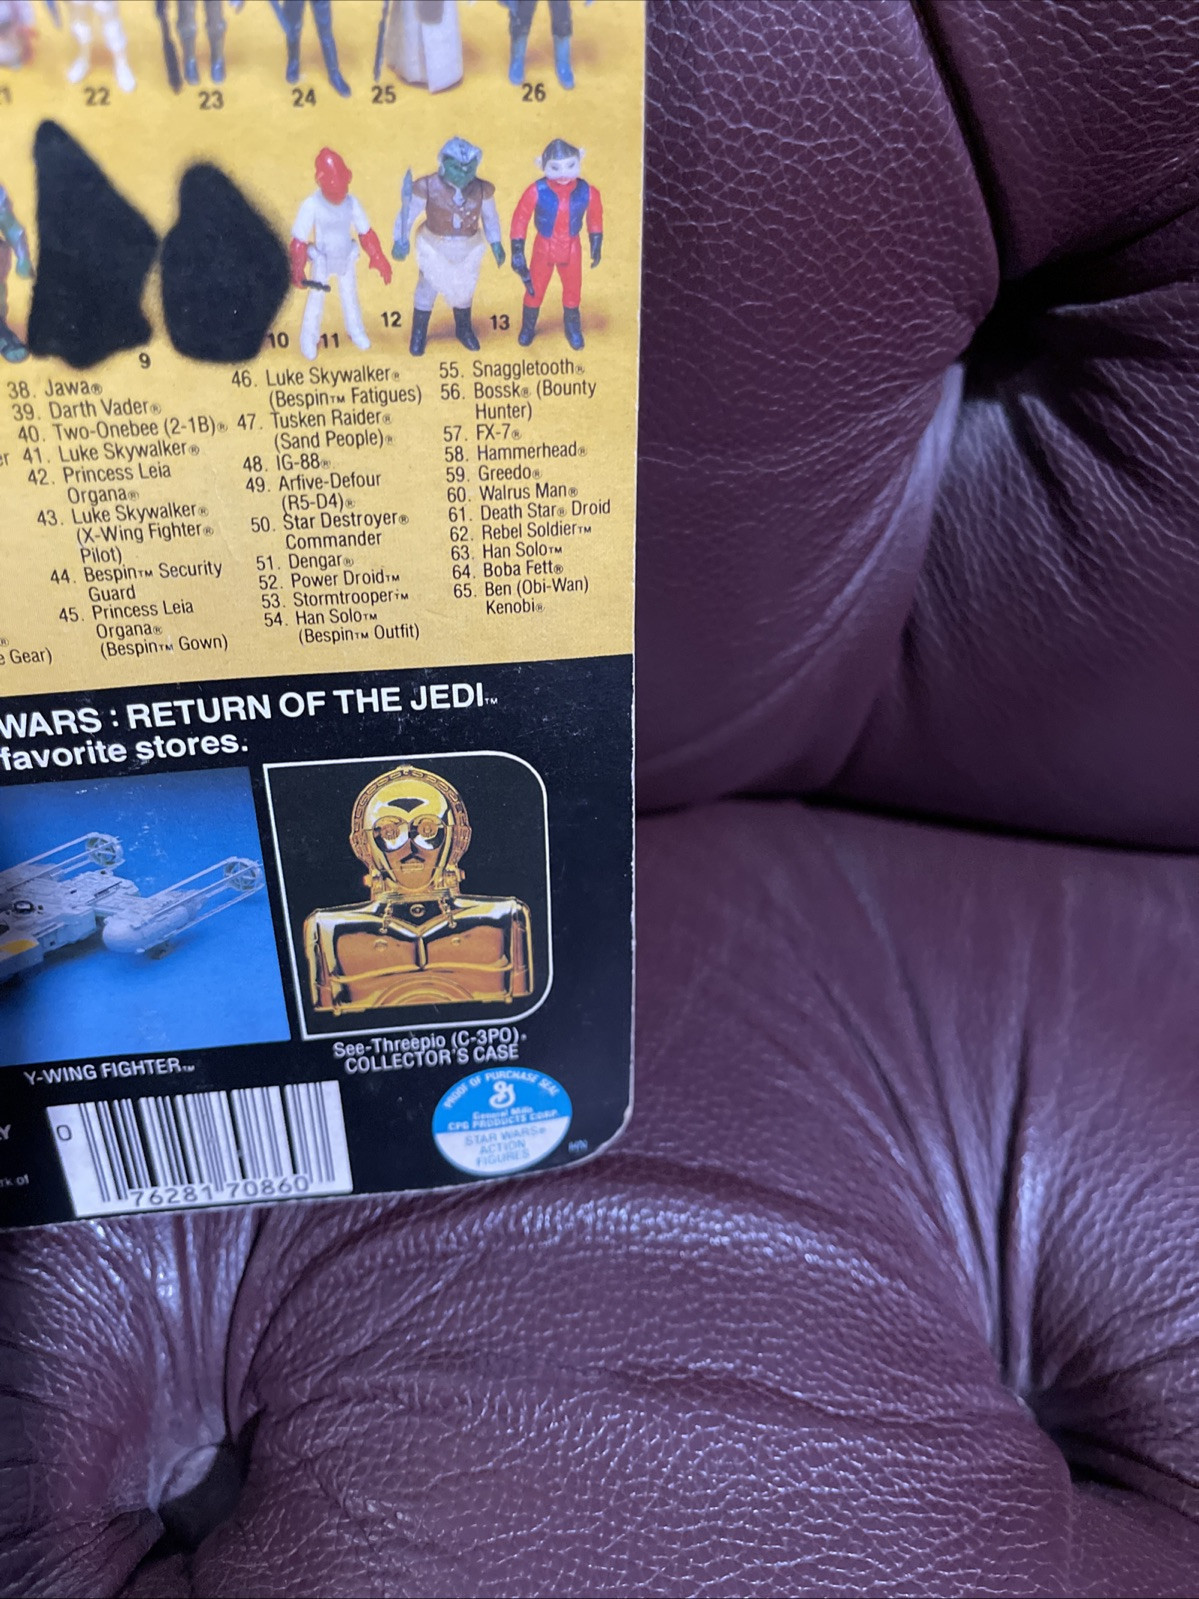 22 23 24 25 26
9 10 11 12 13
38. Jawa®
39. Darth Vader®
40. Two-Onebee (2-1B)®
41. Luke Skywalker®
42. Princess Leia
Organa®
43. Luke Skywalker®
(X-Wing Fighter®
Pilot)
44. Bespin™ Security
Guard
45. Princess Leia
Organa®
(Bespin™ Gown)
46. Luke Skywalker®
(Bespin™ Fatigues)
47. Tusken Raider®
(Sand People)®
48. IG-88®
49. Arfive-Defour
(R5-D4)®
50. Star Destroyer®
Commander
51. Dengar®
52. Power Droid™
53. Stormtrooper™
54. Han Solo™
(Bespin™ Outfit)
55. Snaggletooth®
56. Bossk® (Bounty
Hunter)
57. FX-7®
58. Hammerhead®
59. Greedo®
60. Walrus Man®
61. Death Star® Droid
62. Rebel Soldier™
63. Han Solo™
64. Boba Fett®
65. Ben (Obi-Wan)
Kenobi®
Gear)
WARS : RETURN OF THE JEDI™
favorite stores.
Y-WING FIGHTER™
See-Threepio (C-3PO)®
COLLECTOR'S CASE
0 76281 70860
PROOF OF PURCHASE SEAL
General Mills
CPG PRODUCTS CORP.
STAR WARS®
ACTION
FIGURES